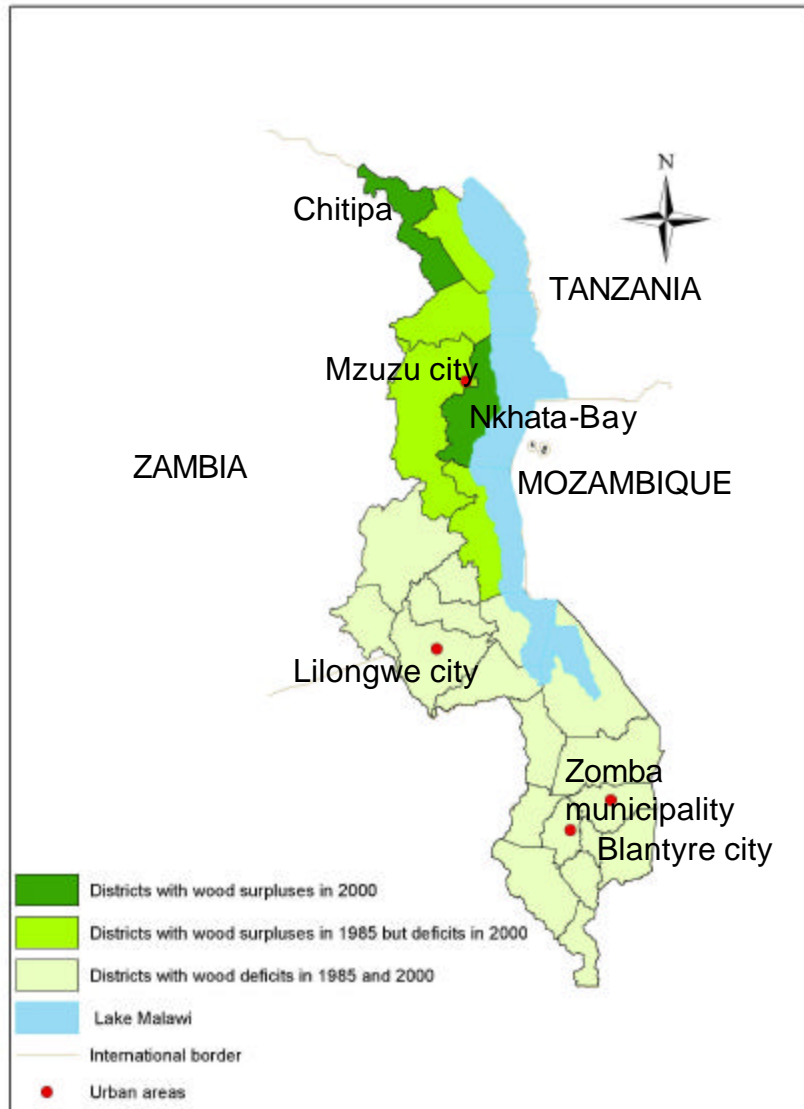 N
Chitipa
TANZANIA
Mzuzu city
Nkhata-Bay
ZAMBIA
MOZAMBIQUE
Lilongwe city
Zomba
municipality
Blantyre city
Districts with wood surpluses in 2000
Districts with wood surpluses in 1985 but deficits in 2000
Districts with wood deficits in 1985 and 2000
Lake Malawi
International border
Urban areas